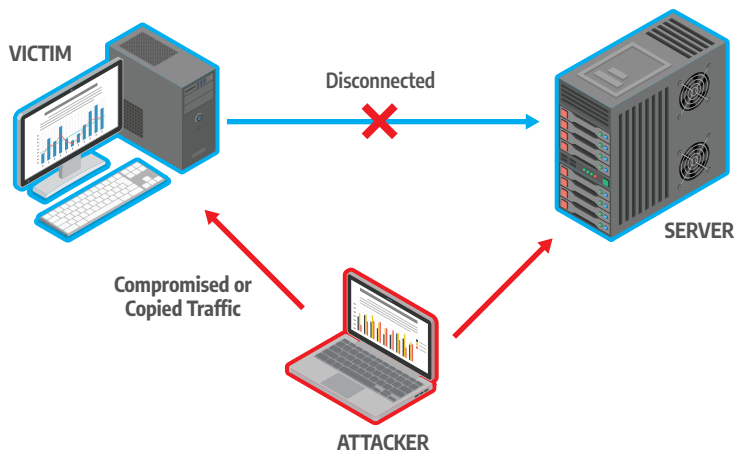 VICTIM
Disconnected
SERVER
Compromised or
Copied Traffic
ATTACKER